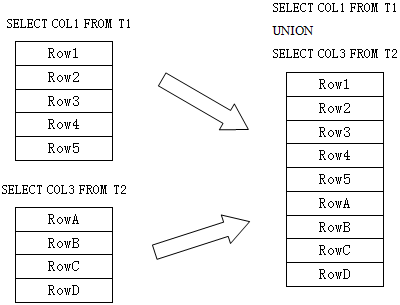 SELECT COL1 FROM T1
Row1
Row2
Row3
Row4
Row5
SELECT COL3 FROM T2
RowA
RowB
RowC
RowD
SELECT COL1 FROM T1
UNION
SELECT COL3 FROM T2
Row1
Row2
Row3
Row4
Row5
RowA
RowB
RowC
RowD